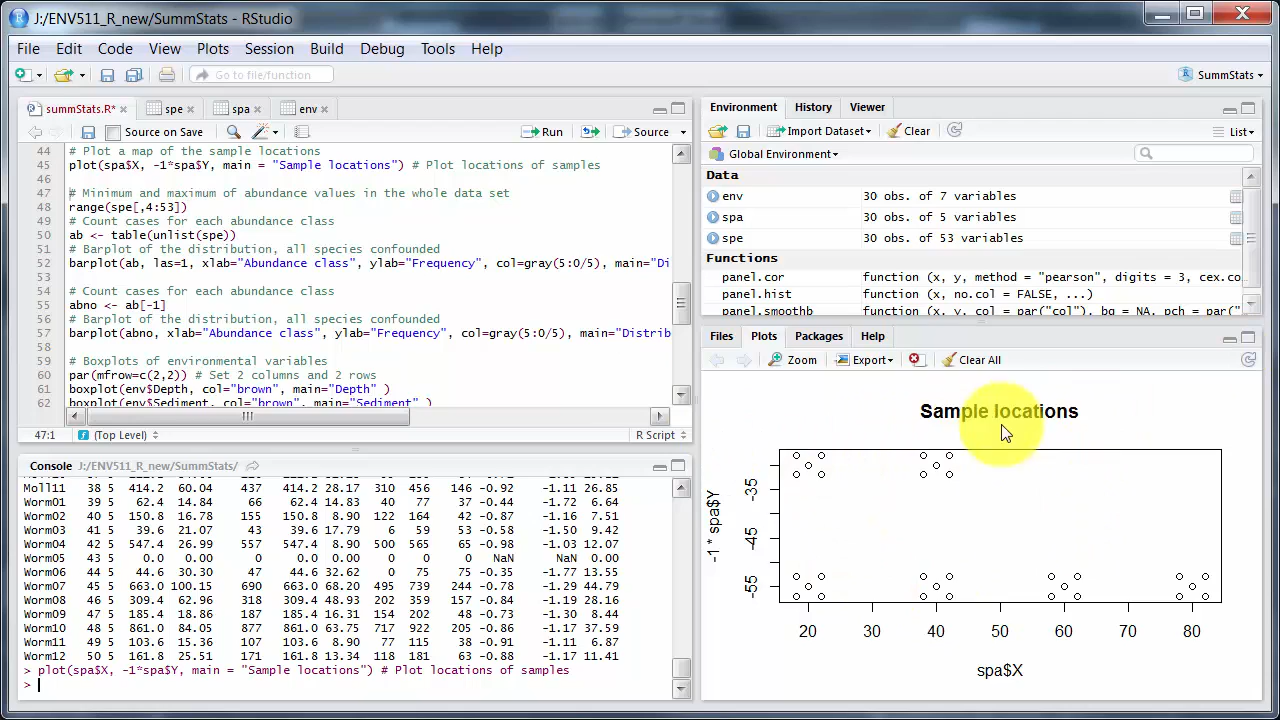 J:/ENV511_R_new/SummStats - RStudio
File Edit Code View Plots Session Build Debug Tools Help
Go to file/function
SummStats
summStats.R* spe spa env
Source on Save Run Source
44 # Plot a map of the sample locations
45 plot(spa$X, -1*spa$Y, main = "Sample locations") # Plot locations of samples
46
47 # Minimum and maximum of abundance values in the whole data set
48 range(spe[,4:53])
49 # Count cases for each abundance class
50 ab <- table(unlist(spe))
51 # Barplot of the distribution, all species confounded
52 barplot(ab, las=1, xlab="Abundance class", ylab="Frequency", col=gray(5:0/5), main="Di
53
54 # Count cases for each abundance class
55 abno <- ab[-1]
56 # Barplot of the distribution, all species confounded
57 barplot(abno, xlab="Abundance class", ylab="Frequency", col=gray(5:0/5), main="Distrib
58
59 # Boxplots of environmental variables
60 par(mfrow=c(2,2)) # Set 2 columns and 2 rows
61 boxplot(env$Depth, col="brown", main="Depth" )
62 boxplot(env$Sediment, col="brown", main="Sediment" )
47:1 (Top Level) R Script
Console J:/ENV511_R_new/SummStats/
Moll11 38 5 414.2 60.04 437 414.2 28.17 310 456 146 -0.92 -1.11 26.85
Worm01 39 5 62.4 14.84 66 62.4 14.83 40 77 37 -0.44 -1.72 6.64
Worm02 40 5 150.8 16.78 155 150.8 8.90 122 164 42 -0.86 -1.16 7.51
Worm03 41 5 39.6 21.07 43 39.6 17.79 6 59 53 -0.58 -1.50 9.42
Worm04 42 5 547.4 26.99 557 547.4 8.90 500 565 65 -0.98 -1.03 12.07
Worm05 43 5 0.0 0.00 0 0.0 0.00 0 0 0 NaN NaN 0.00
Worm06 44 5 44.6 30.30 47 44.6 32.62 0 75 75 -0.35 -1.77 13.55
Worm07 45 5 663.0 100.15 690 663.0 68.20 495 739 244 -0.78 -1.29 44.79
Worm08 46 5 309.4 62.96 318 309.4 48.93 202 359 157 -0.84 -1.19 28.16
Worm09 47 5 185.4 18.86 187 185.4 16.31 154 202 48 -0.73 -1.30 8.44
Worm10 48 5 861.0 84.05 877 861.0 63.75 717 922 205 -0.86 -1.17 37.59
Worm11 49 5 103.6 15.36 107 103.6 8.90 77 115 38 -0.91 -1.11 6.87
Worm12 50 5 161.8 25.51 171 161.8 13.34 118 181 63 -0.88 -1.17 11.41
> plot(spa$X, -1*spa$Y, main = "Sample locations") # Plot locations of samples
>
Environment History Viewer
Import Dataset Clear List
Global Environment
Data
env 30 obs. of 7 variables
spa 30 obs. of 5 variables
spe 30 obs. of 53 variables
Functions
panel.cor function (x, y, method = "pearson", digits = 3, cex.co
panel.hist function (x, no.col = FALSE, ...)
panel.smoothb function (x, y, col = par("col"), bg = NA, pch = par("
Files Plots Packages Help
Zoom Export Clear All
Sample locations
-1 * spa$Y
-35
-45
-55
20 30 40 50 60 70 80
spa$X